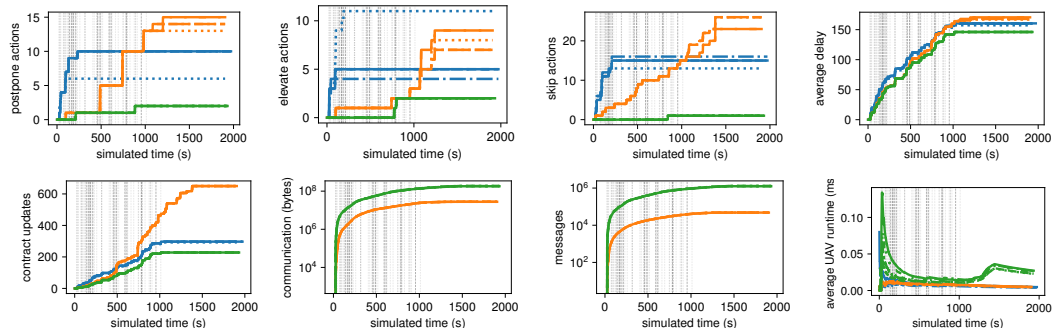 postpone actions
15
10
5
0
0 500 1000 1500 2000
simulated time (s)
elevate actions
10
5
0
0 500 1000 1500 2000
simulated time (s)
skip actions
20
10
0
0 500 1000 1500 2000
simulated time (s)
average delay
150
100
50
0
0 500 1000 1500 2000
simulated time (s)
contract updates
600
400
200
0
0 500 1000 1500 2000
simulated time (s)
communication (bytes)
10^8
10^6
10^4
10^2
0 500 1000 1500 2000
simulated time (s)
messages
10^6
10^4
10^2
0 500 1000 1500 2000
simulated time (s)
average UAV runtime (ms)
0.10
0.05
0.00
0 1000 2000
simulated time (s)